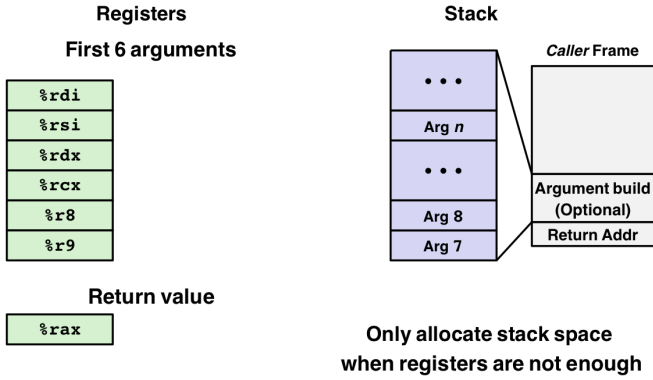 Registers
First 6 arguments
%rdi
%rsi
%rdx
%rcx
%r8
%r9
Return value
%rax
Stack
• • •
Arg n
• • •
Arg 8
Arg 7
Caller Frame
Argument build
(Optional)
Return Addr
Only allocate stack space
when registers are not enough